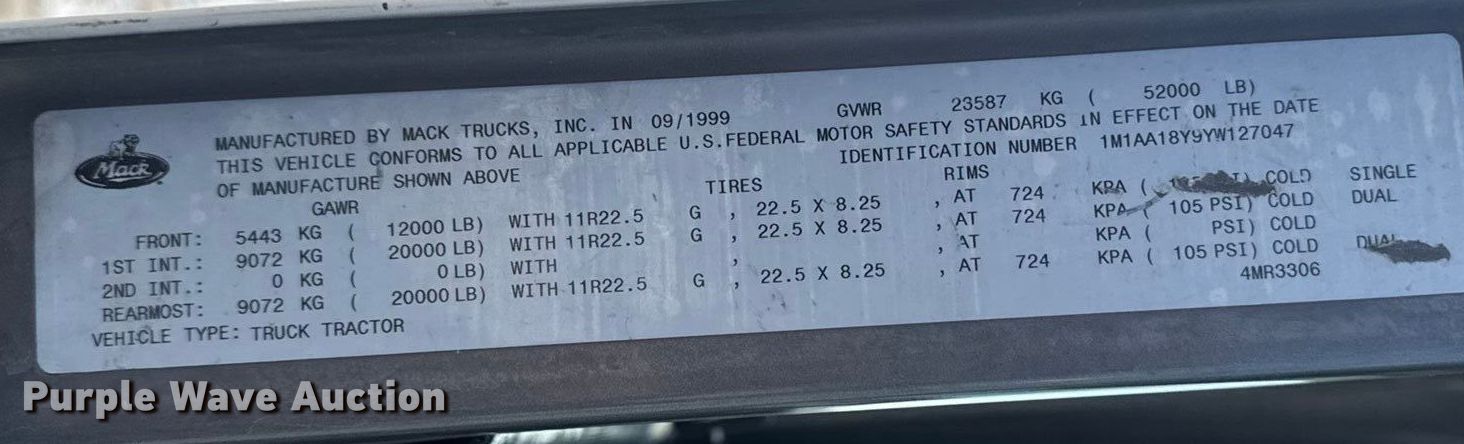 Mack
MANUFACTURED BY MACK TRUCKS, INC. IN 09/1999 GVWR 23587 KG ( 52000 LB)
THIS VEHICLE CONFORMS TO ALL APPLICABLE U.S.FEDERAL MOTOR SAFETY STANDARDS IN EFFECT ON THE DATE
OF MANUFACTURE SHOWN ABOVE IDENTIFICATION NUMBER 1M1AA18Y9YW127047
GAWR TIRES RIMS
FRONT: 5443 KG ( 12000 LB) WITH 11R22.5 G , 22.5 X 8.25 , AT 724 KPA ( COLD SINGLE
1ST INT.: 9072 KG ( 20000 LB) WITH 11R22.5 G , 22.5 X 8.25 , AT 724 KPA ( 105 PSI) COLD DUAL
2ND INT.: 0 KG ( 0 LB) WITH , , AT KPA ( PSI) COLD
REARMOST: 9072 KG ( 20000 LB) WITH 11R22.5 G , 22.5 X 8.25 , AT 724 KPA ( 105 PSI) COLD DUAL
VEHICLE TYPE: TRUCK TRACTOR 4MR3306
Purple Wave Auction